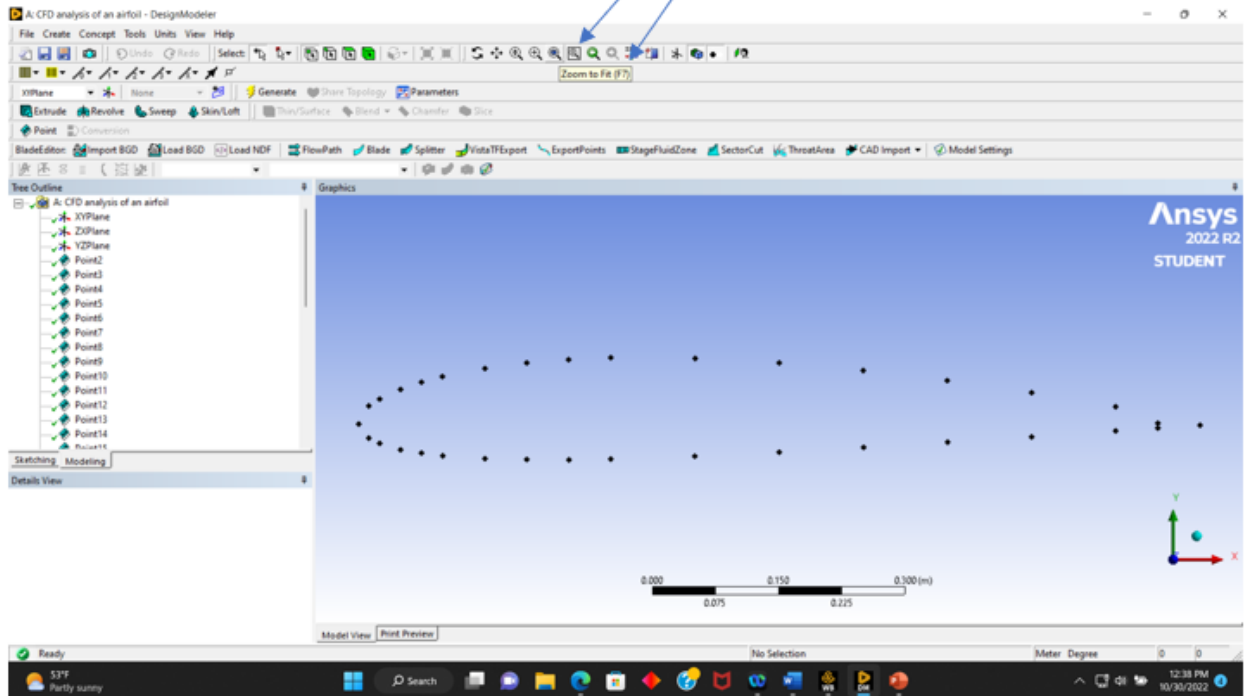 A: CFD analysis of an airfoil - DesignModeler
File Create Concept Tools Units View Help
Undo Redo Select:
Zoom to Fit (F7)
XYPlane None Generate Share Topology Parameters
Extrude Revolve Sweep Skin/Loft Thin/Surface Blend Chamfer Slice
Point Conversion
BladeEditor: Import BGD Load BGD Load NDF FlowPath Blade Splitter VistaTFExport ExportPoints StageFluidZone SectorCut ThroatArea CAD Import Model Settings
Tree Outline Graphics
A: CFD analysis of an airfoil
XYPlane
ZXPlane
YZPlane
Point2
Point3
Point4
Point5
Point6
Point7
Point8
Point9
Point10
Point11
Point12
Point13
Point14
Point15
Sketching Modeling
Details View
Ansys
2022 R2
STUDENT
Y
X
0.000 0.150 0.300 (m)
0.075 0.225
Model View Print Preview
Ready No Selection Meter Degree 0 0
53°F
Partly sunny
Search
WB DM
12:38 PM
10/30/2022